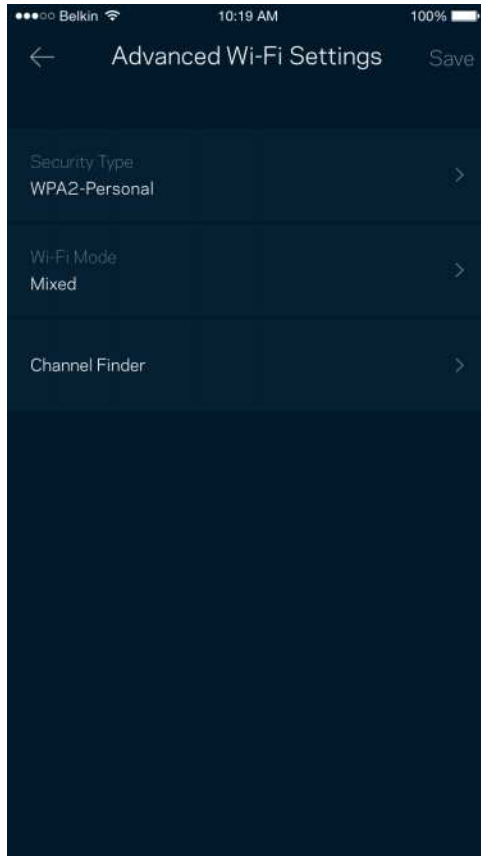 Belkin 10:19 AM 100%
Advanced Wi-Fi Settings Save
Security Type
WPA2-Personal
Wi-Fi Mode
Mixed
Channel Finder